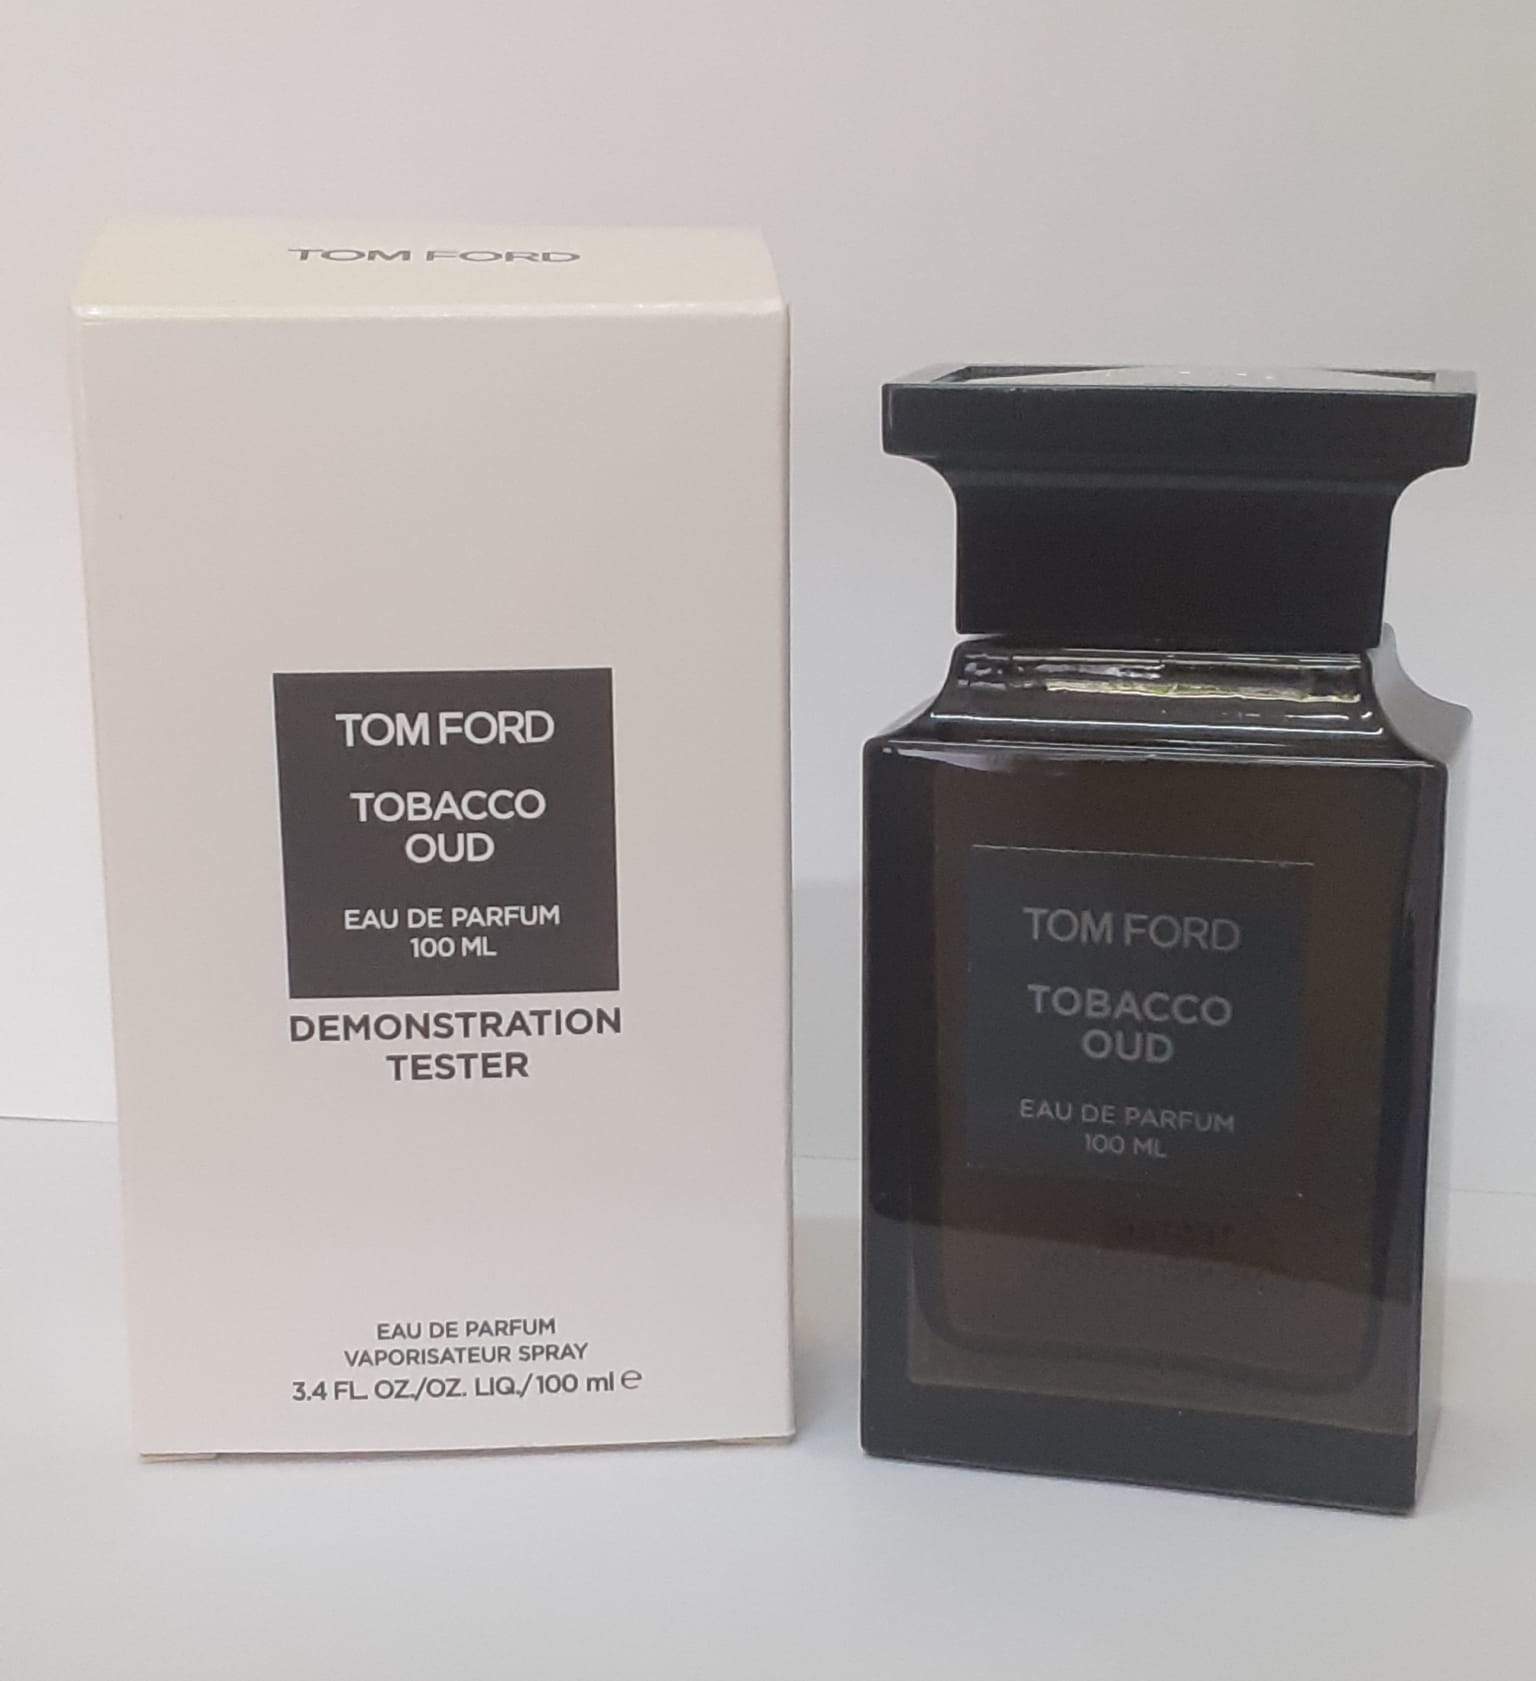 TOM FORD
TOM FORD
TOBACCO
OUD
EAU DE PARFUM
100 ML
DEMONSTRATION
TESTER
EAU DE PARFUM
VAPORISATEUR SPRAY
3.4 FL. OZ./OZ. LIQ./100 ml e
TOM FORD
TOBACCO
OUD
EAU DE PARFUM
100 ML